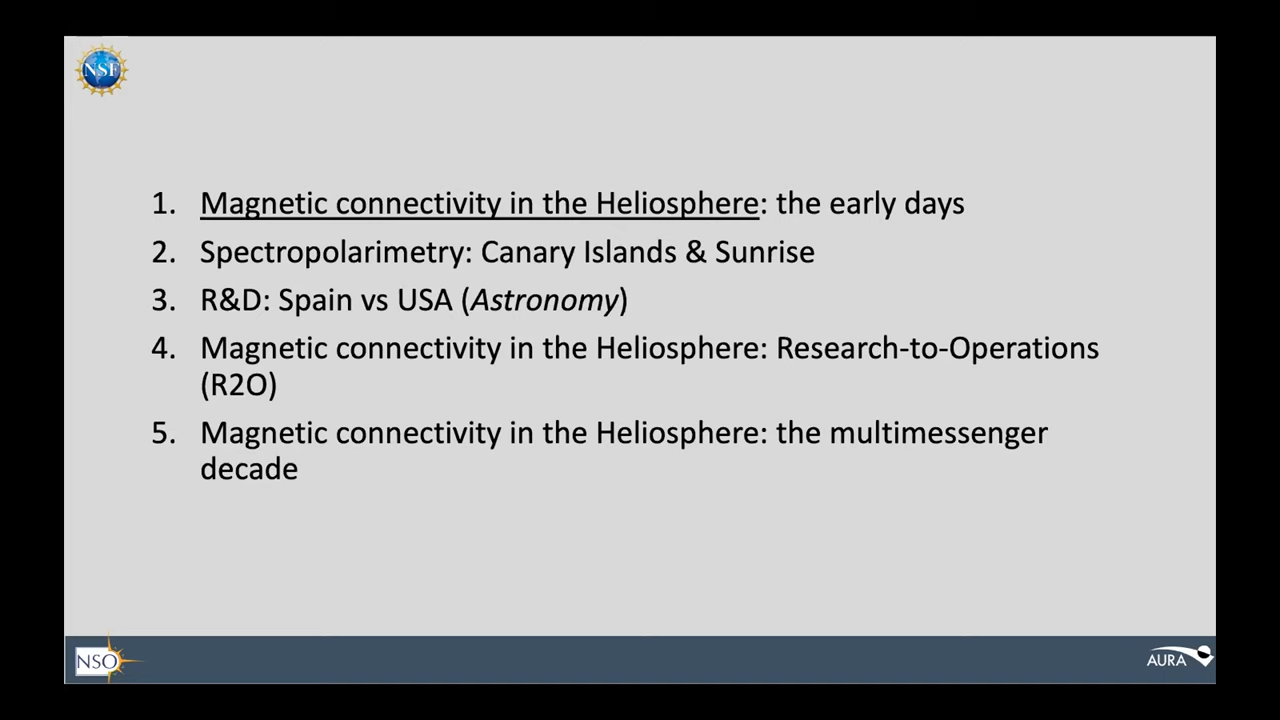 NSF
1. Magnetic connectivity in the Heliosphere: the early days
2. Spectropolarimetry: Canary Islands & Sunrise
3. R&D: Spain vs USA (Astronomy)
4. Magnetic connectivity in the Heliosphere: Research-to-Operations
(R2O)
5. Magnetic connectivity in the Heliosphere: the multimessenger
decade
NSO
AURA